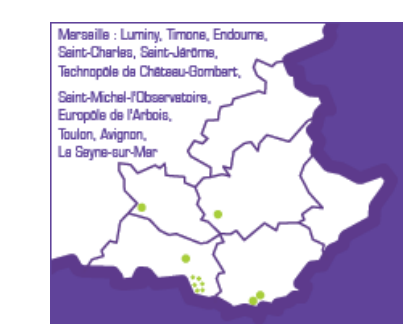 Marseille : Luminy, Timone, Endoume,
Saint-Charles, Saint-Jérôme,
Technopôle de Château-Gombert,
Saint-Michel-l'Observatoire,
Europôle de l'Arbois,
Toulon, Avignon,
La Seyne-sur-Mer